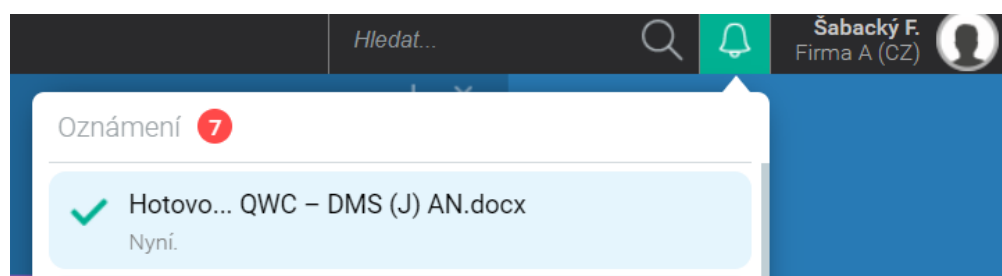 Hledat...
Šabacký F.
Firma A (CZ)
Oznámení 7
Hotovo... QWC – DMS (J) AN.docx
Nyní.